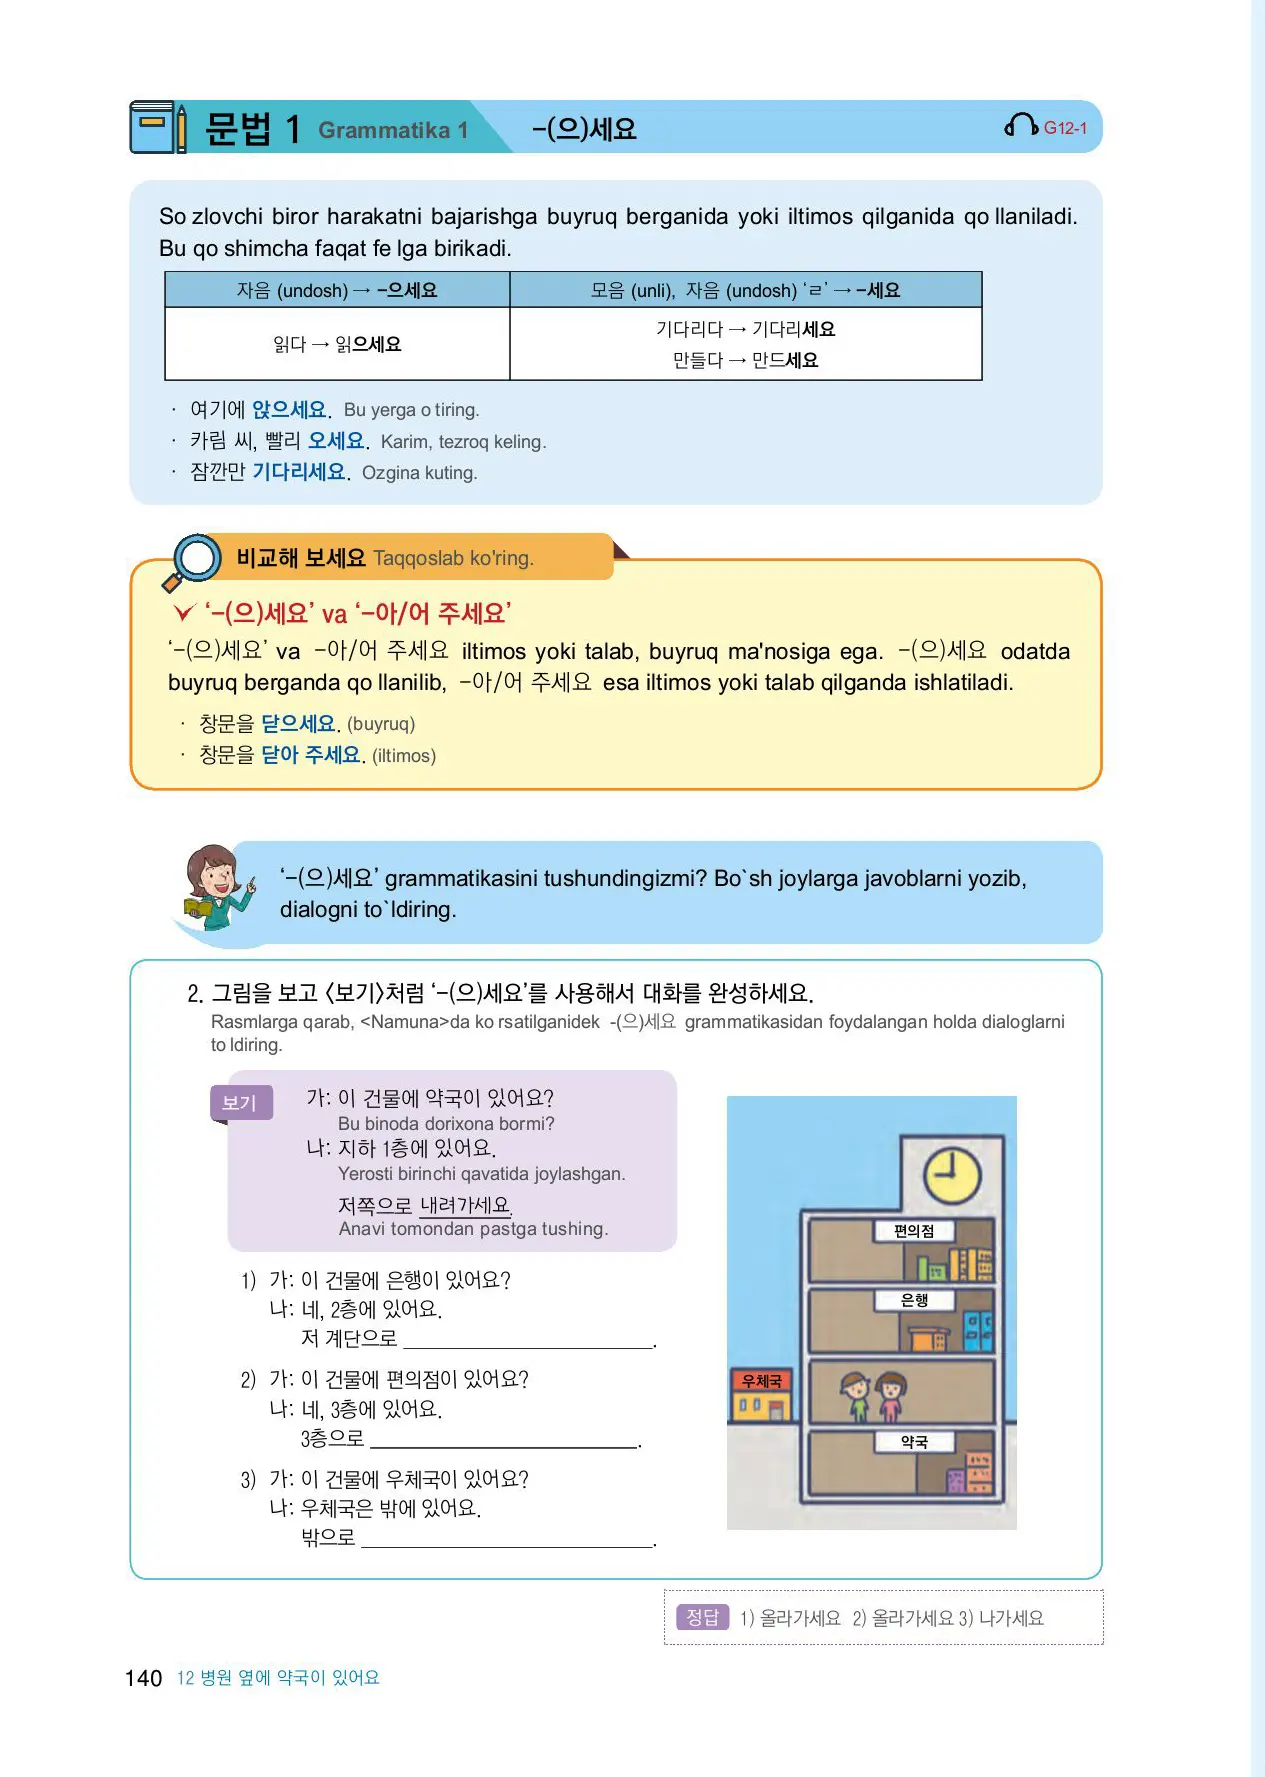 문법 1 Grammatika 1 -(으)세요 G12-1
So zlovchi biror harakatni bajarishga buyruq berganida yoki iltimos qilganida qo llaniladi.
Bu qo shimcha faqat fe lga birikadi.
자음 (undosh) → -으세요 모음 (unli), 자음 (undosh) ‘ㄹ’ → -세요
읽다 → 읽으세요
기다리다 → 기다리세요
만들다 → 만드세요
· 여기에 앉으세요. Bu yerga o tiring.
· 카림 씨, 빨리 오세요. Karim, tezroq keling.
· 잠깐만 기다리세요. Ozgina kuting.
비교해 보세요 Taqqoslab ko'ring.
‘-(으)세요’ va ‘-아/어 주세요’
‘-(으)세요’ va -아/어 주세요 iltimos yoki talab, buyruq ma'nosiga ega. -(으)세요 odatda
buyruq berganda qo llanilib, -아/어 주세요 esa iltimos yoki talab qilganda ishlatiladi.
· 창문을 닫으세요. (buyruq)
· 창문을 닫아 주세요. (iltimos)
‘-(으)세요’ grammatikasini tushundingizmi? Bo`sh joylarga javoblarni yozib,
dialogni to`ldiring.
2. 그림을 보고 <보기>처럼 ‘-(으)세요’를 사용해서 대화를 완성하세요.
Rasmlarga qarab, <Namuna>da ko rsatilganidek -(으)세요 grammatikasidan foydalangan holda dialoglarni
to ldiring.
보기
가: 이 건물에 약국이 있어요?
Bu binoda dorixona bormi?
나: 지하 1층에 있어요.
Yerosti birinchi qavatida joylashgan.
저쪽으로 내려가세요.
Anavi tomondan pastga tushing.
1) 가: 이 건물에 은행이 있어요?
나: 네, 2층에 있어요.
저 계단으로 ____________.
2) 가: 이 건물에 편의점이 있어요?
나: 네, 3층에 있어요.
3층으로 ____________.
3) 가: 이 건물에 우체국이 있어요?
나: 우체국은 밖에 있어요.
밖으로 ____________.
편의점
은행
우체국
약국
정답 1) 올라가세요 2) 올라가세요 3) 나가세요
140 12 병원 옆에 약국이 있어요